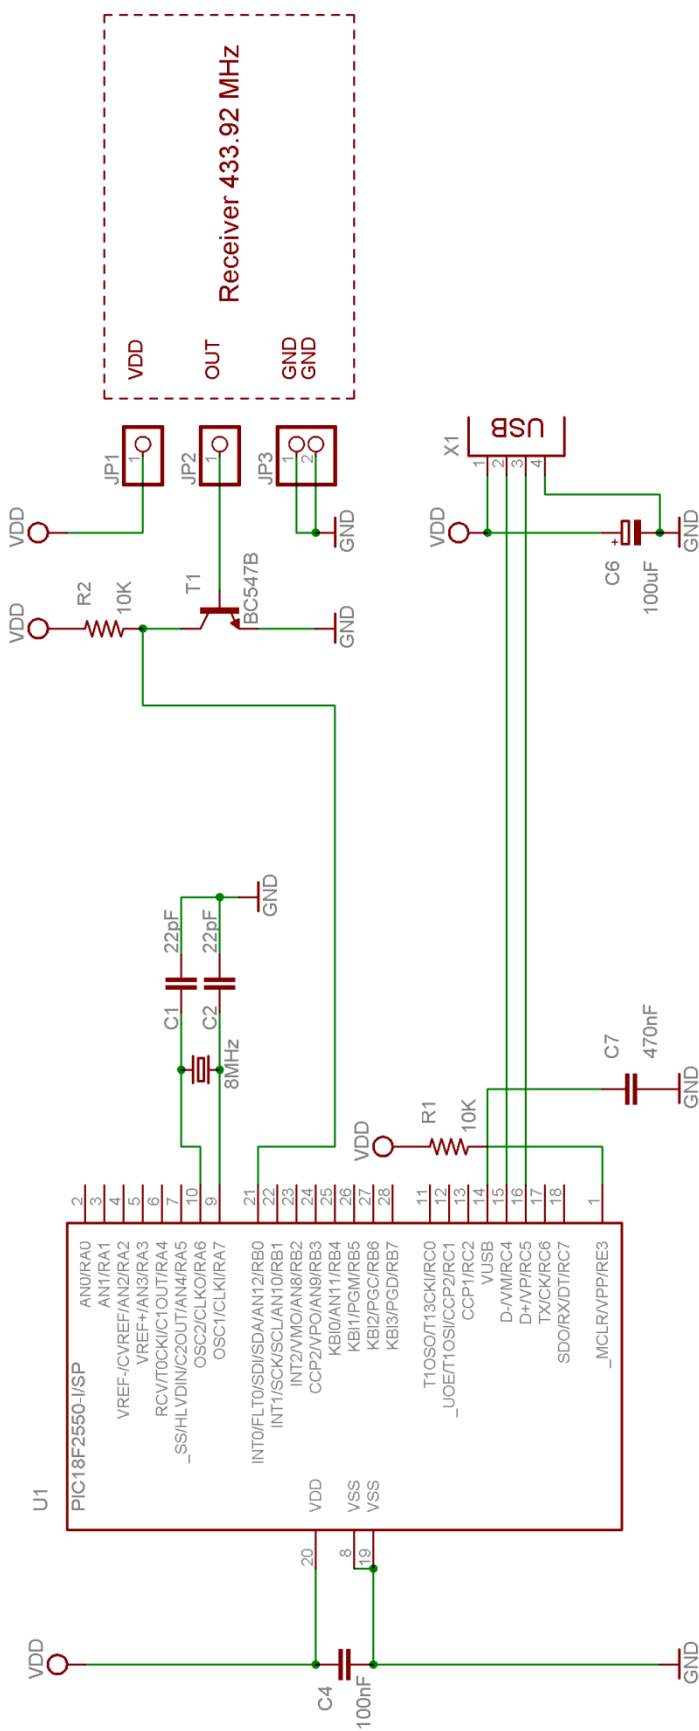 Receiver 433.92 MHz
VDD
OUT
GND
GND
JP1
1
JP2
1
JP3
1
2
VDD
GND
VDD
R2
10K
T1
BC547B
GND
X1
USB
1
2
3
4
VDD
+
C6
100uF
GND
C1
22pF
C2
22pF
GND
8MHz
VDD
R1
10K
C7
470nF
GND
U1
PIC18F2550-I/SP
AN0/RA0 2
AN1/RA1 3
VREF-/CVREF/AN2/RA2 4
VREF+/AN3/RA3 5
RCV/T0CKI/C1OUT/RA4 6
_SS/HLVDIN/C2OUT/AN4/RA5 7
OSC2/CLKO/RA6 10
OSC1/CLKI/RA7 9
INT0/FLT0/SDI/SDA/AN12/RB0 21
INT1/SCK/SCL/AN10/RB1 22
INT2/VMO/AN8/RB2 23
CCP2/VPO/AN9/RB3 24
KBI0/AN11/RB4 25
KBI1/PGM/RB5 26
KBI2/PGC/RB6 27
KBI3/PGD/RB7 28
T1OSO/T13CKI/RC0 11
_UOE/T1OSI/CCP2/RC1 12
CCP1/RC2 13
VUSB 14
D-/VM/RC4 15
D+/VP/RC5 16
TX/CK/RC6 17
SDO/RX/DT/RC7 18
_MCLR/VPP/RE3 1
20 VDD
8 VSS
19 VSS
VDD
C4
100nF
GND